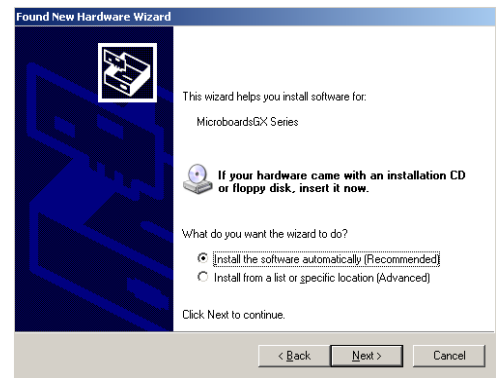 Found New Hardware Wizard
This wizard helps you install software for:
MicroboardsGX Series
If your hardware came with an installation CD
or floppy disk, insert it now.
What do you want the wizard to do?
Install the software automatically (Recommended)
Install from a list or specific location (Advanced)
Click Next to continue.
< Back Next > Cancel